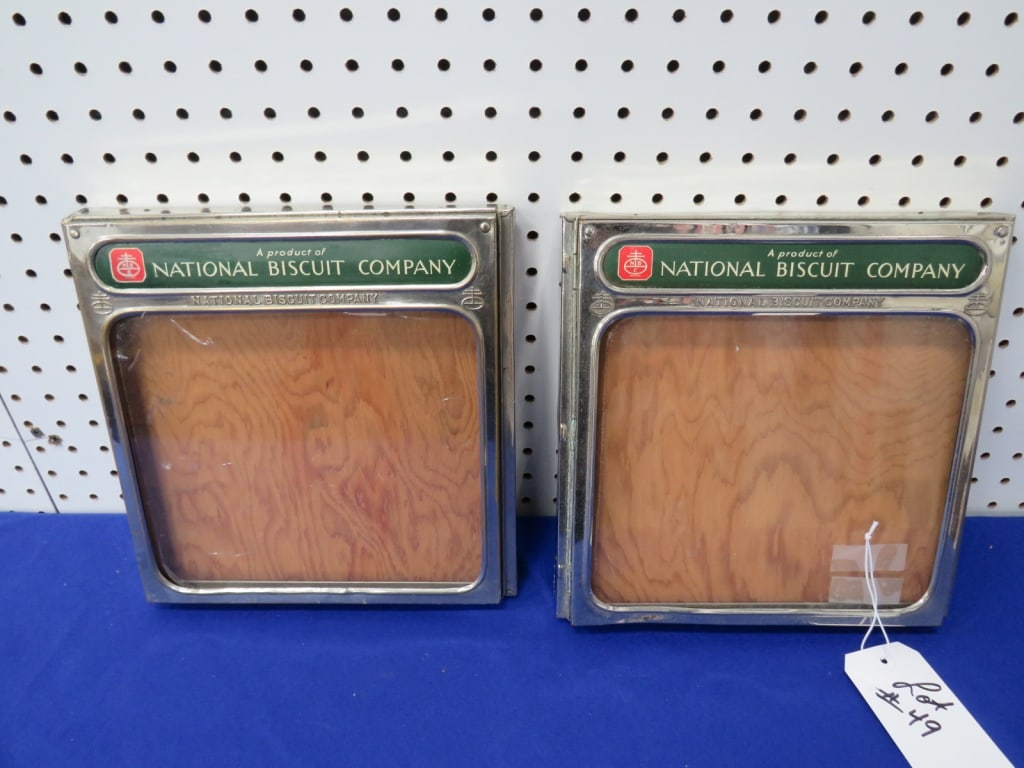 A product of
NATIONAL BISCUIT COMPANY
NATIONAL BISCUIT COMPANY
A product of
NATIONAL BISCUIT COMPANY
NATIONAL BISCUIT COMPANY
Lot
# 49